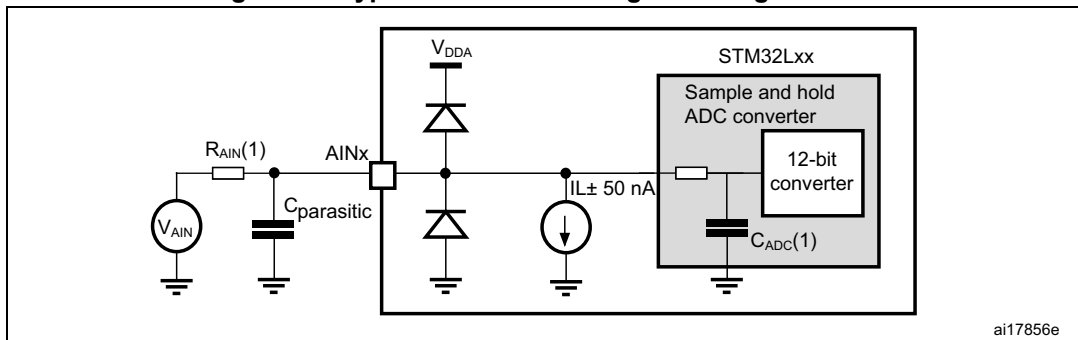 V_DDA
STM32Lxx
Sample and hold
ADC converter
R_AIN(1)
AINx
12-bit
converter
IL± 50 nA
C_parasitic
V_AIN
C_ADC(1)
ai17856e